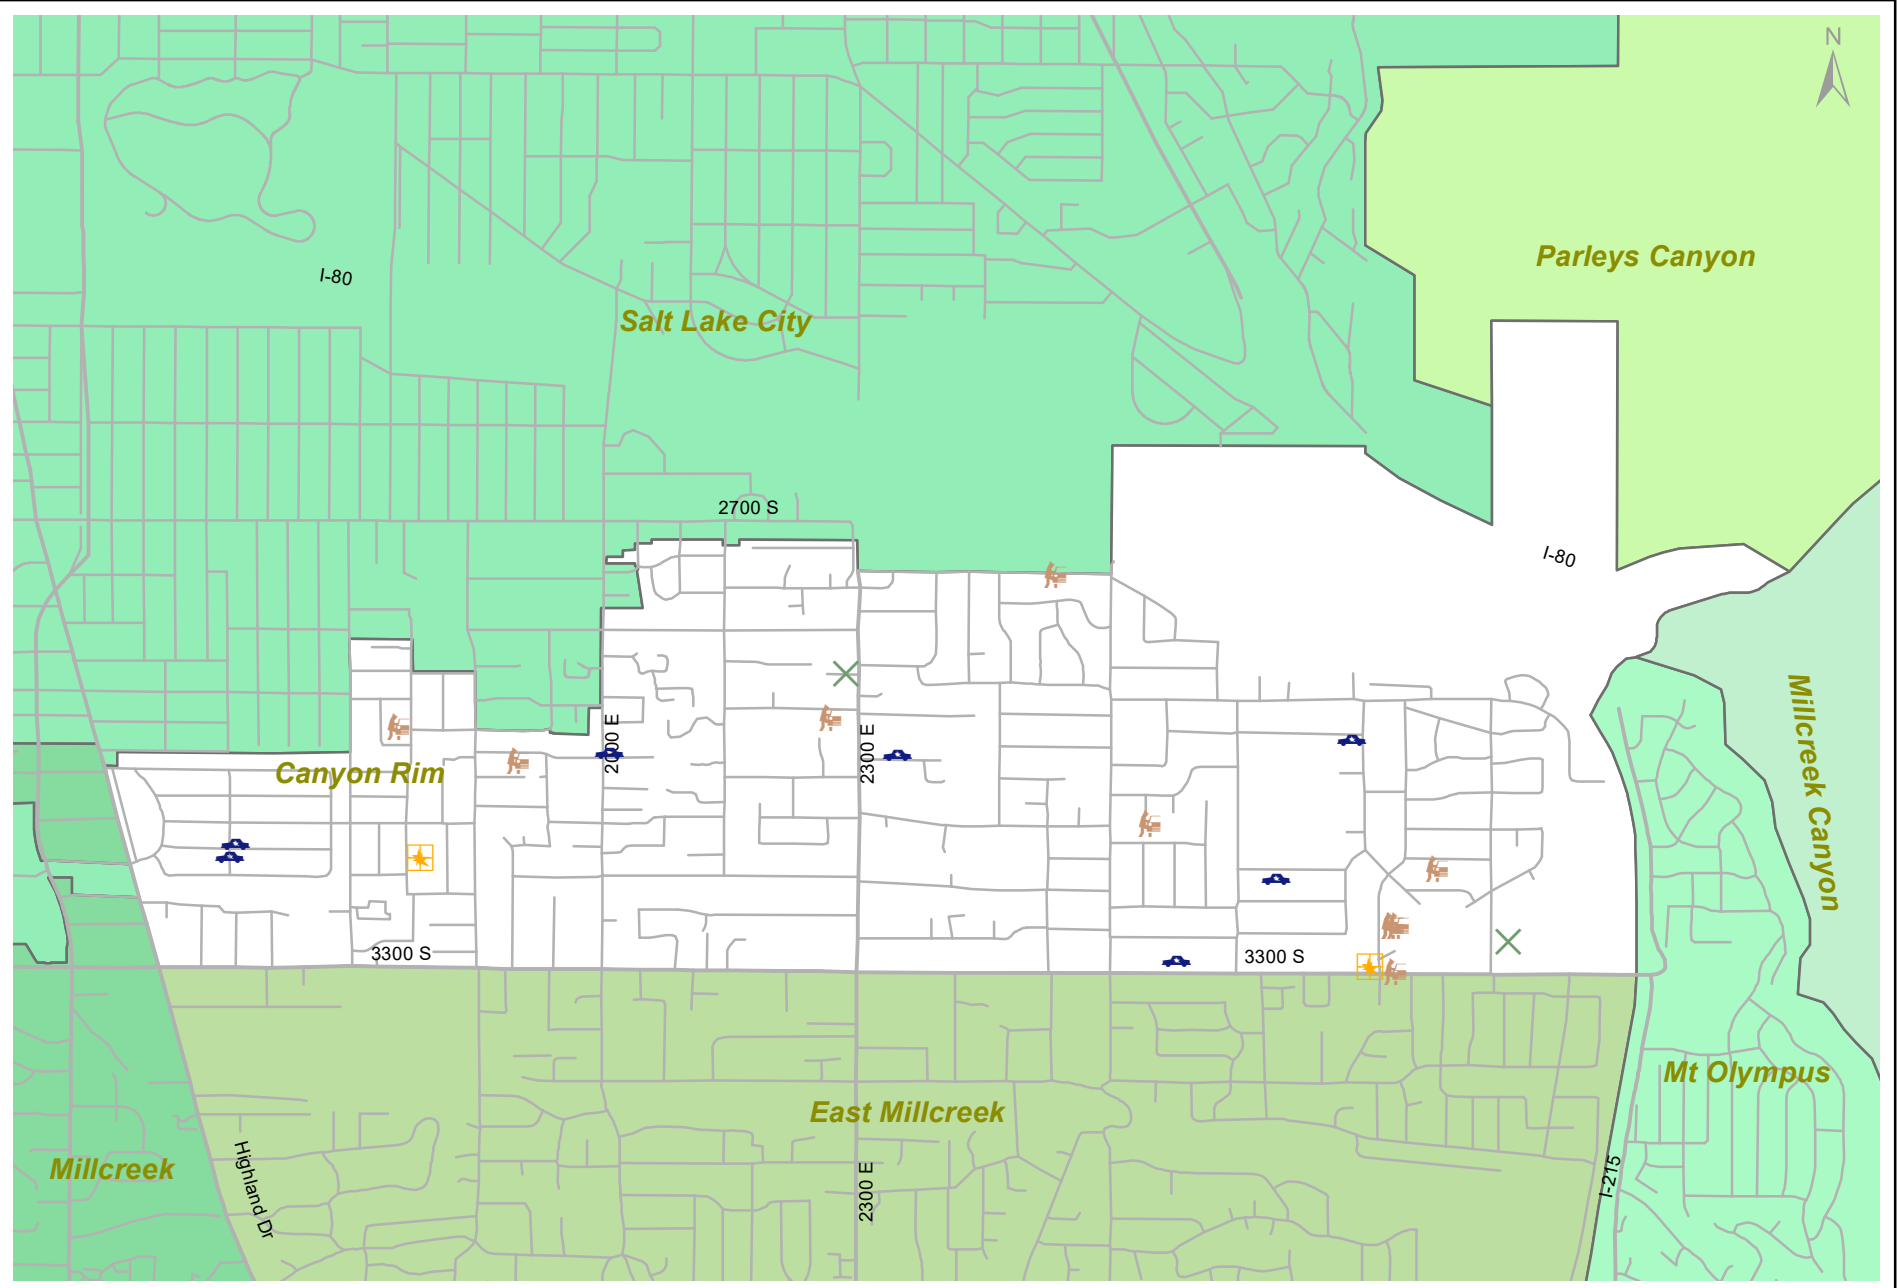 N
Parleys Canyon
I-80
Salt Lake City
2700 S
I-80
Millcreek Canyon
2000 E
2300 E
Canyon Rim
3300 S
3300 S
Mt Olympus
East Millcreek
Millcreek
Highland Dr
2300 E
I-215